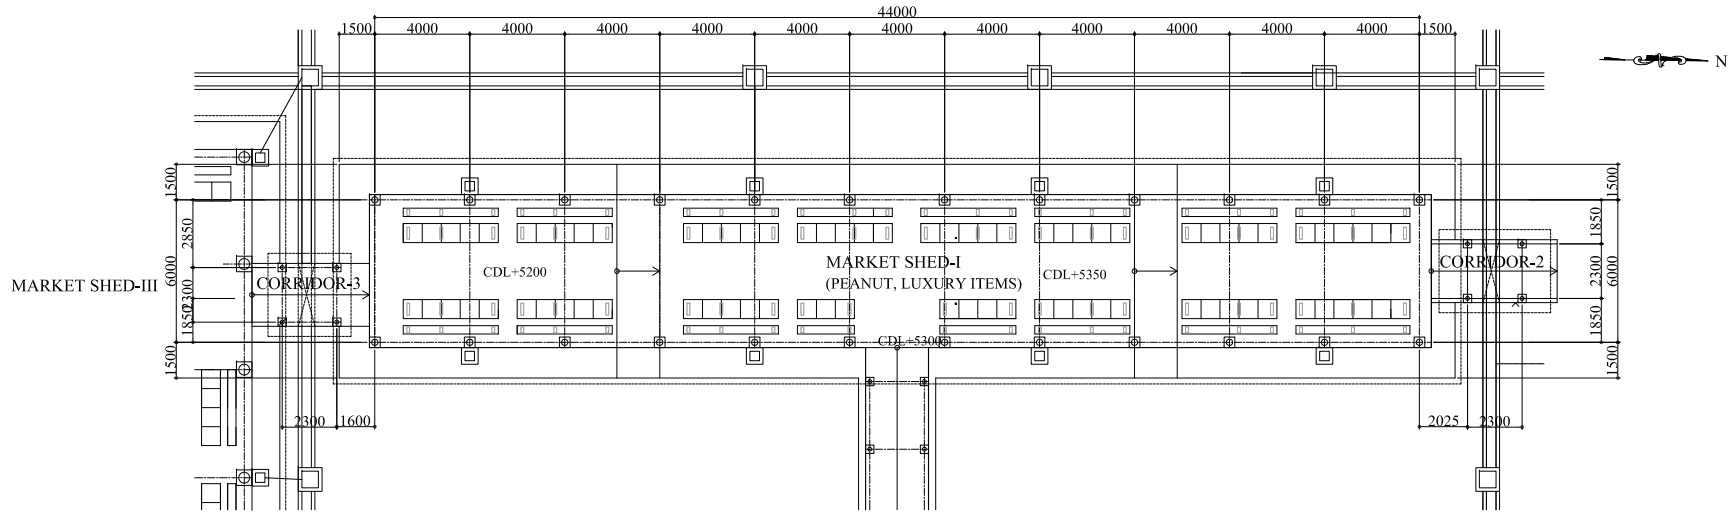 44000
1500 4000 4000 4000 4000 4000 4000 4000 4000 4000 4000 4000 1500
N
1500
2850
6000
2300
1850
1500
MARKET SHED-III
CORRIDOR-3
CDL+5200
MARKET SHED-I
(PEANUT, LUXURY ITEMS)
CDL+5350
CDL+5300
CORRIDOR-2
1500
1850
2300
6000
1850
1500
2300 1600
2025 2300